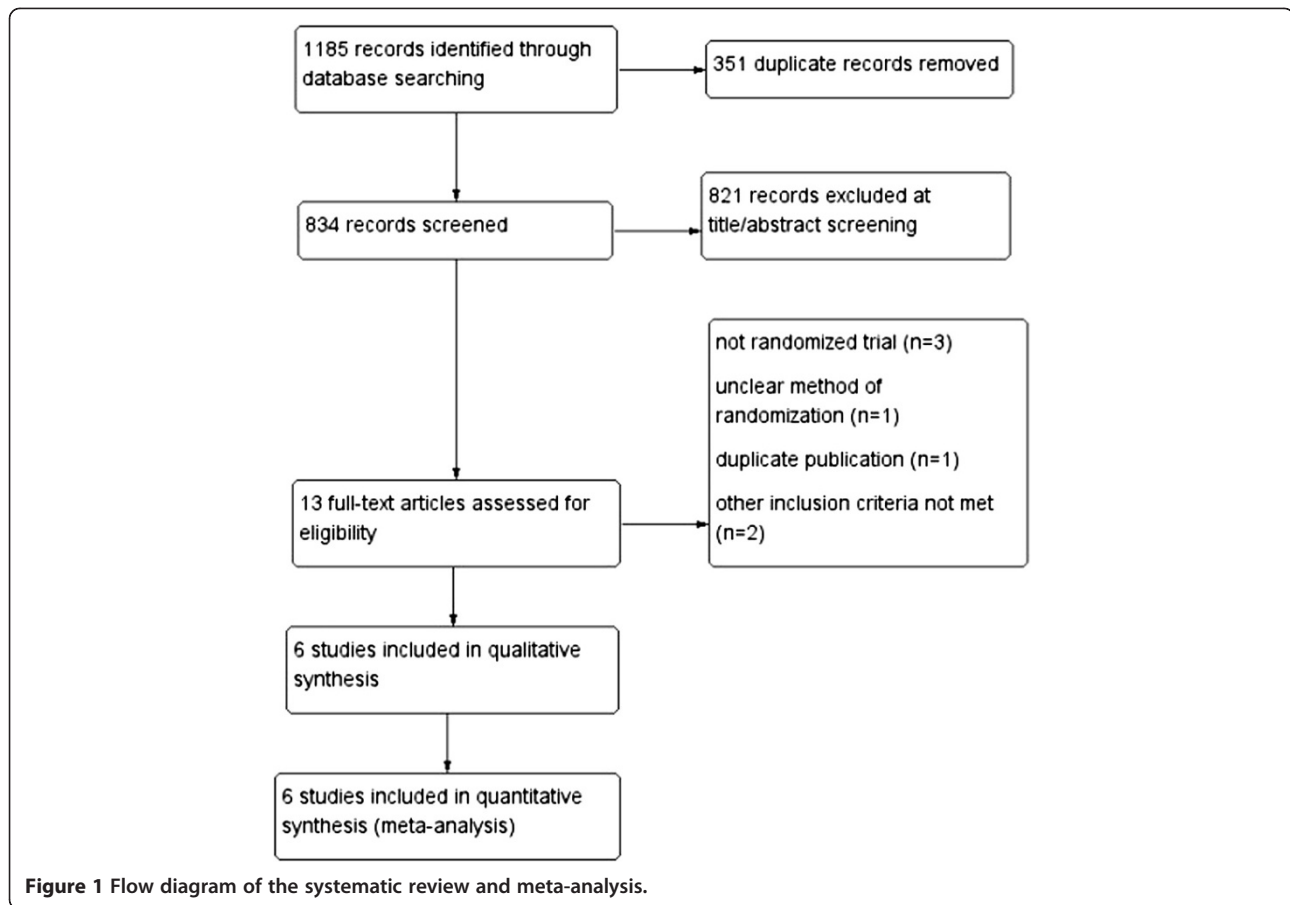 1185 records identified through
database searching
351 duplicate records removed
834 records screened
821 records excluded at
title/abstract screening
13 full-text articles assessed for
eligibility
not randomized trial (n=3)
unclear method of
randomization (n=1)
duplicate publication (n=1)
other inclusion criteria not met
(n=2)
6 studies included in qualitative
synthesis
6 studies included in quantitative
synthesis (meta-analysis)
Figure 1 Flow diagram of the systematic review and meta-analysis.